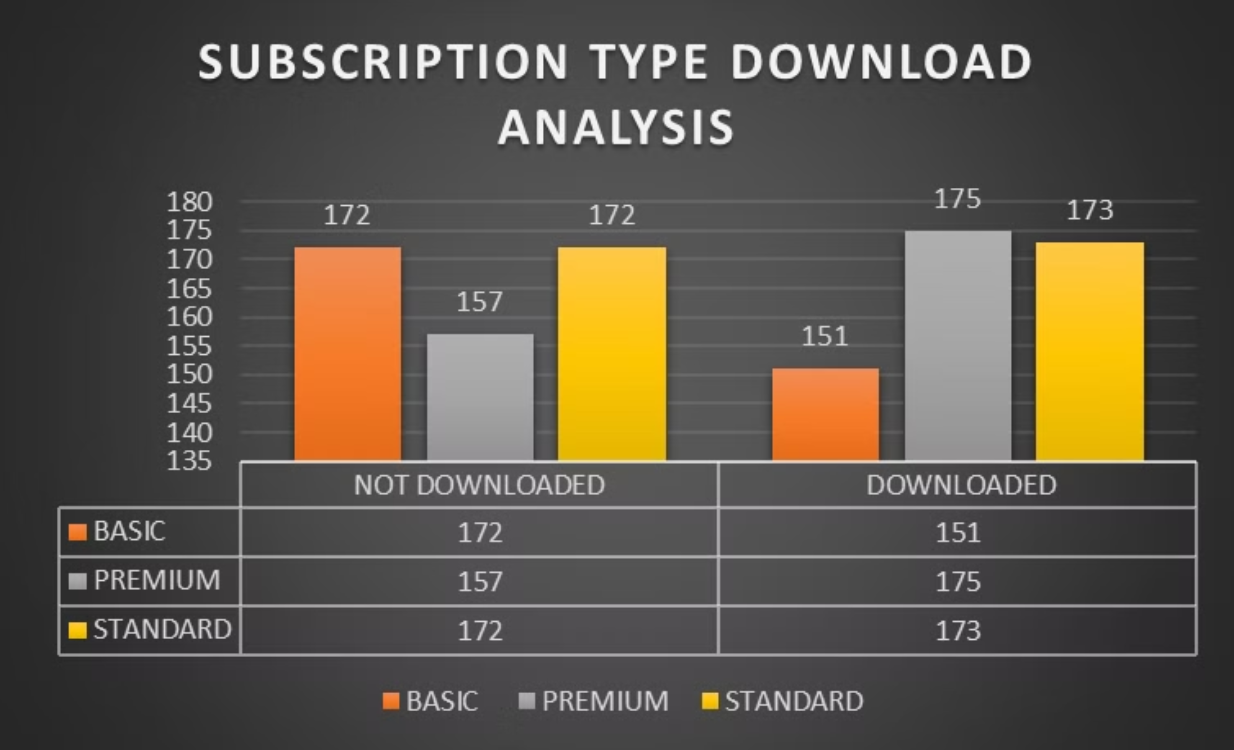 SUBSCRIPTION TYPE DOWNLOAD
ANALYSIS
180
175
170
165
160
155
150
145
140
135
172
157
172
151
175
173
NOT DOWNLOADED DOWNLOADED
BASIC 172 151
PREMIUM 157 175
STANDARD 172 173
BASIC PREMIUM STANDARD